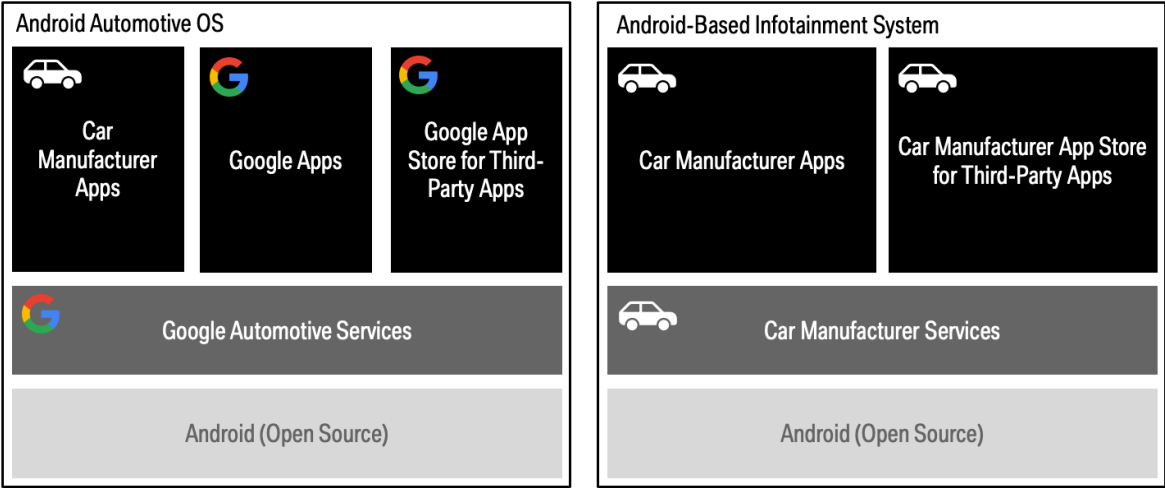 Android Automotive OS
Car
Manufacturer
Apps
Google Apps
Google App
Store for Third-
Party Apps
Google Automotive Services
Android (Open Source)
Android-Based Infotainment System
Car Manufacturer Apps
Car Manufacturer App Store
for Third-Party Apps
Car Manufacturer Services
Android (Open Source)